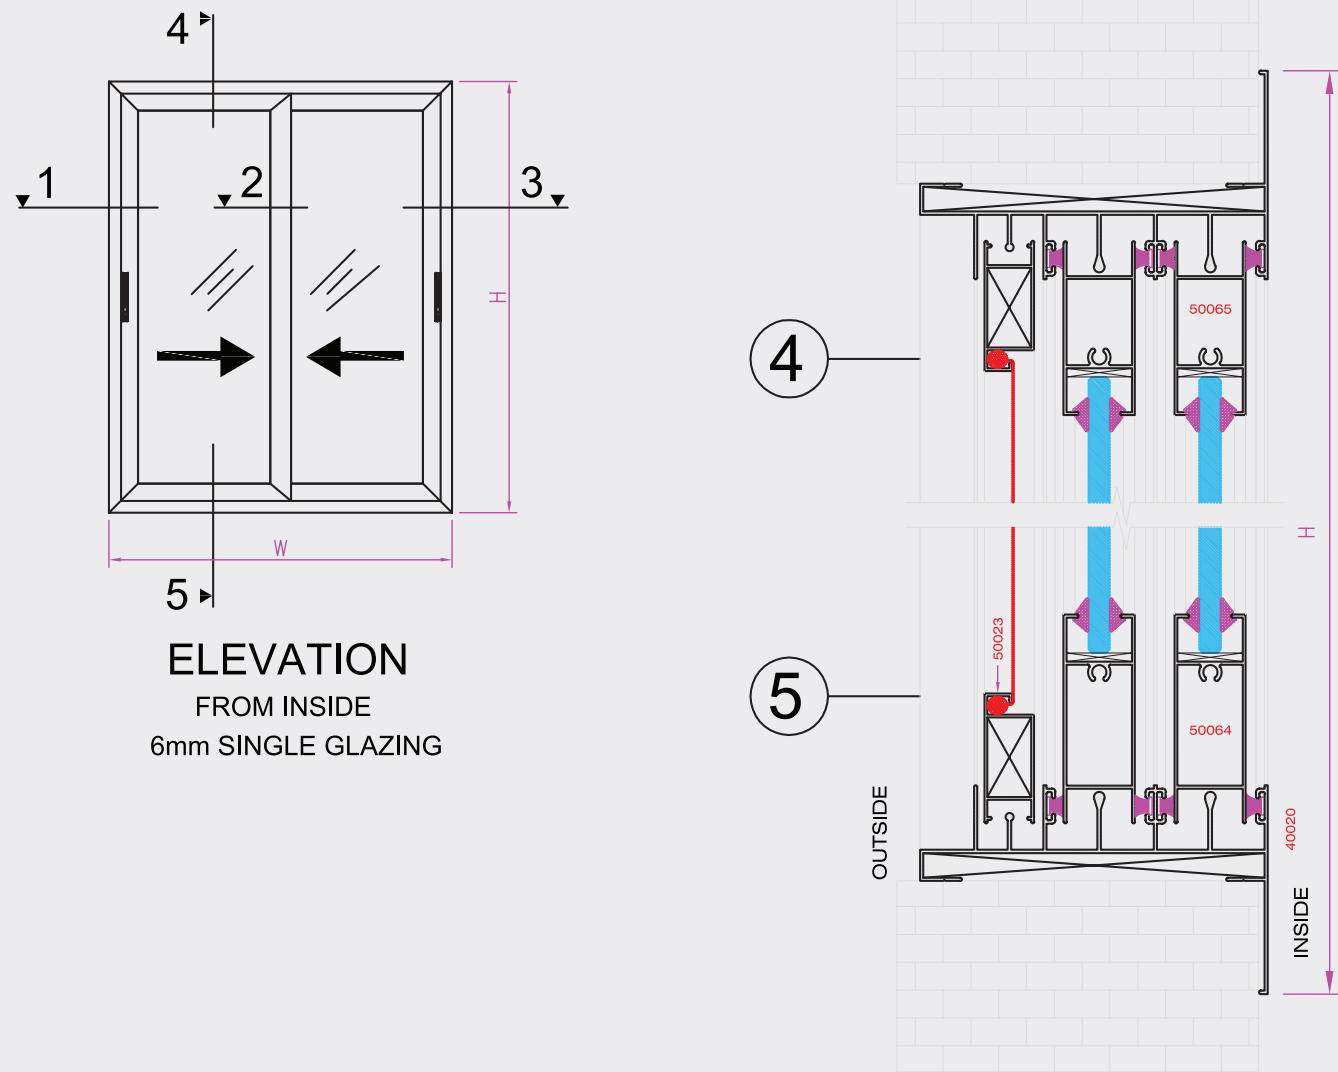 4
1
2
3
H
W
5
ELEVATION
FROM INSIDE
6mm SINGLE GLAZING
4
50065
H
50023
5
50064
OUTSIDE
40020
INSIDE